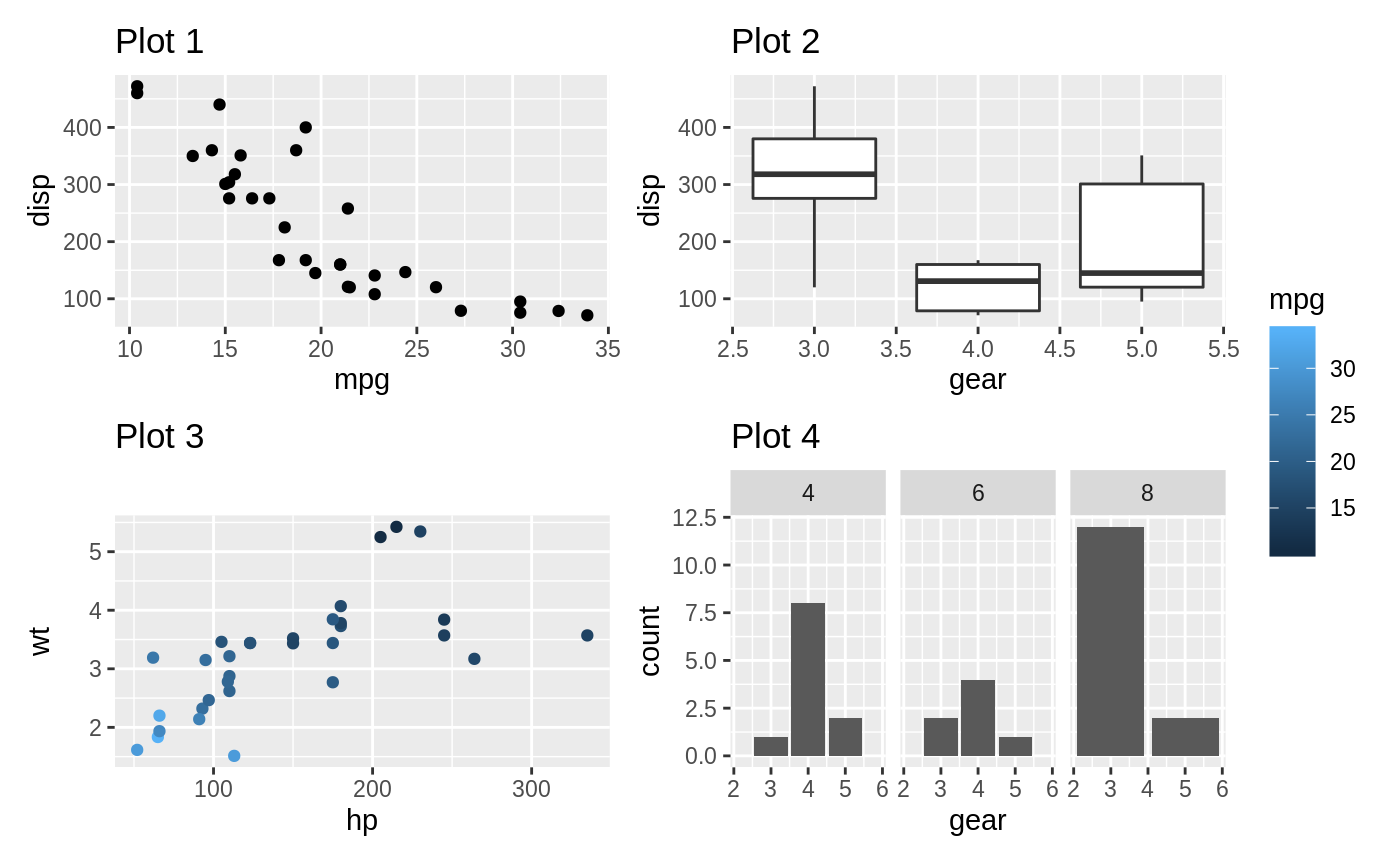 Plot 1
disp
400
300
200
100
10 15 20 25 30 35
mpg
Plot 2
disp
400
300
200
100
2.5 3.0 3.5 4.0 4.5 5.0 5.5
gear
Plot 3
wt
5
4
3
2
100 200 300
hp
Plot 4
4 6 8
count
12.5
10.0
7.5
5.0
2.5
0.0
2 3 4 5 6 2 3 4 5 6 2 3 4 5 6
gear
mpg
30
25
20
15